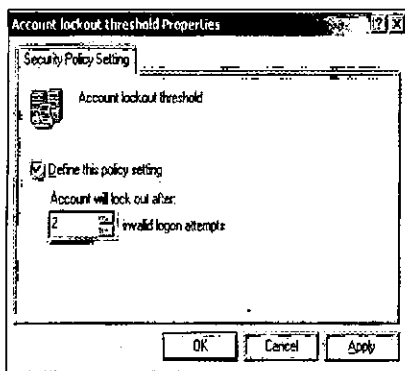 Account lockout threshold Properties
Security Policy Setting
Account lockout threshold
Define this policy setting
Account will lock out after:
2 invalid logon attempts
OK Cancel Apply